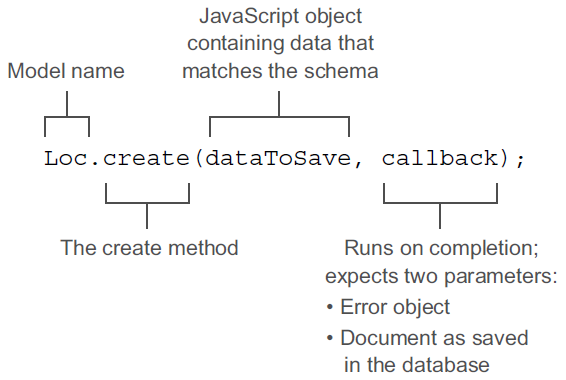 JavaScript object
containing data that
matches the schema
Model name
Loc.create(dataToSave, callback);
The create method
Runs on completion;
expects two parameters:
• Error object
• Document as saved
in the database